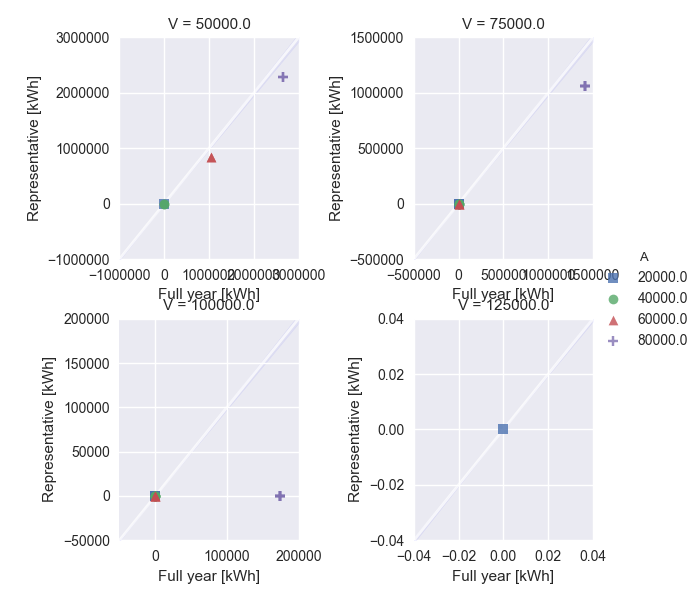 V = 50000.0
V = 75000.0
Representative [kWh]
3000000
2000000
1000000
0
−1000000
−1000000 0 1000000 2000000 3000000
Full year [kWh]
Representative [kWh]
1500000
1000000
500000
0
−500000
−500000 0 500000 1000000 1500000
Full year [kWh]
A
20000.0
40000.0
60000.0
80000.0
V = 100000.0
V = 125000.0
Representative [kWh]
200000
150000
100000
50000
0
−50000
0 100000 200000
Full year [kWh]
Representative [kWh]
0.04
0.02
0.00
−0.02
−0.04
−0.04 −0.02 0.00 0.02 0.04
Full year [kWh]